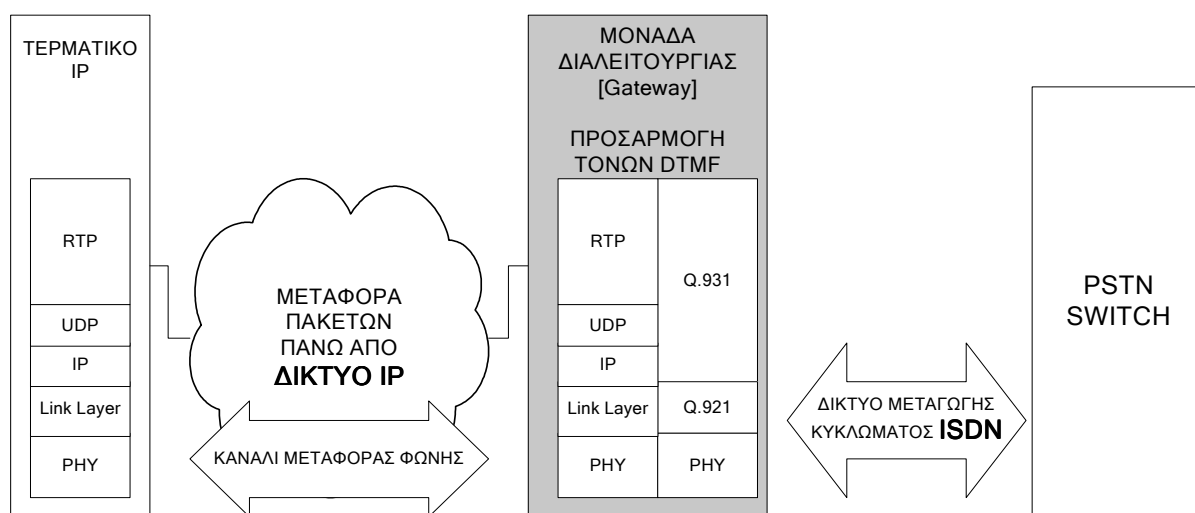 ΤΕΡΜΑΤΙΚΟ
IP
RTP
UDP
IP
Link Layer
PHY
ΜΕΤΑΦΟΡΑ
ΠΑΚΕΤΩΝ
ΠΑΝΩ ΑΠΟ
ΔΙΚΤΥΟ IP
ΚΑΝΑΛΙ ΜΕΤΑΦΟΡΑΣ ΦΩΝΗΣ
ΜΟΝΑΔΑ
ΔΙΑΛΕΙΤΟΥΡΓΙΑΣ
[Gateway]
ΠΡΟΣΑΡΜΟΓΗ
ΤΟΝΩΝ DTMF
RTP
UDP
IP
Link Layer
PHY
Q.931
Q.921
PHY
ΔΙΚΤΥΟ ΜΕΤΑΓΩΓΗΣ
ΚΥΚΛΩΜΑΤΟΣ ISDN
PSTN
SWITCH